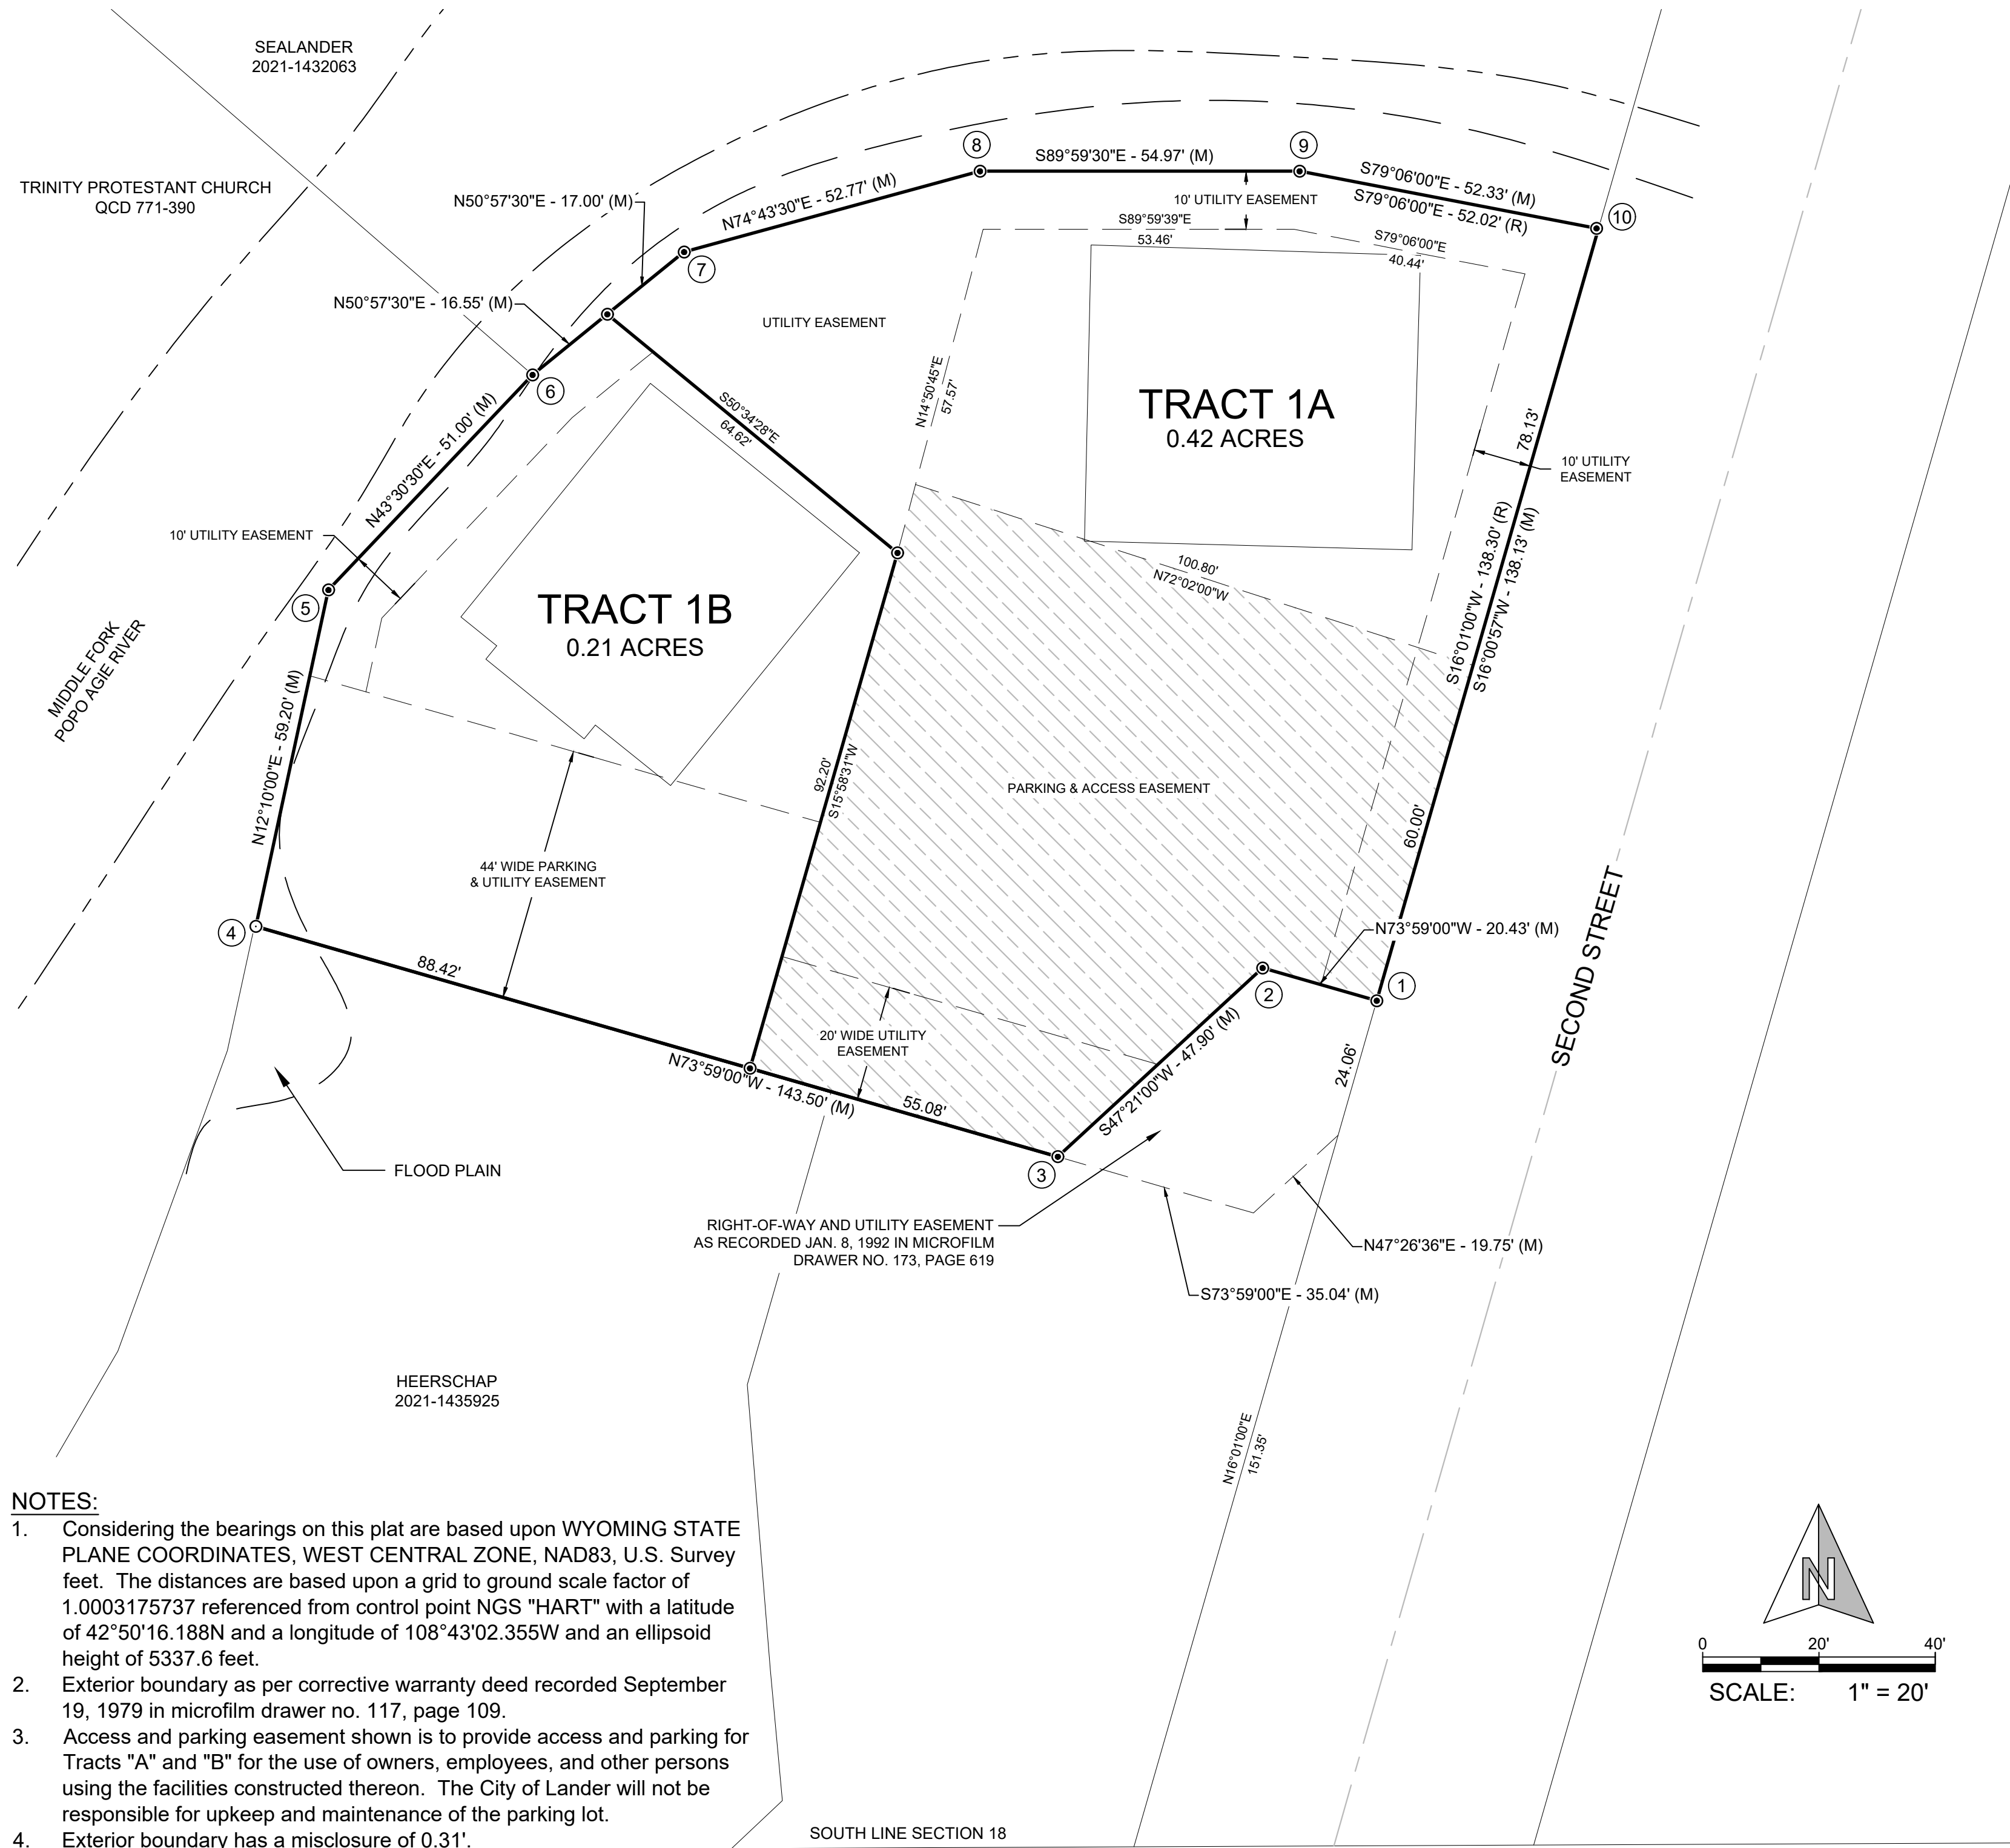 SEALANDER
2021-1432063
TRINITY PROTESTANT CHURCH
QCD 771-390
8
S89°59'30"E - 54.97' (M)
9
S79°06'00"E - 52.33' (M)
S79°06'00"E - 52.02' (R)
10
N50°57'30"E - 17.00' (M)
N74°43'30"E - 52.77' (M)
7
10' UTILITY EASEMENT
S89°59'39"E
53.46'
S79°06'00"E
40.44'
N50°57'30"E - 16.55' (M)
UTILITY EASEMENT
6
N14°50'45"E
57.57'
TRACT 1A
0.42 ACRES
S50°34'28"E
64.62'
78.13'
10' UTILITY
EASEMENT
N43°30'30"E - 51.00' (M)
10' UTILITY EASEMENT
5
TRACT 1B
0.21 ACRES
100.80'
N72°02'00"W
S16°01'00"W - 138.30' (R)
S16°00'57"W - 138.13' (M)
MIDDLE FORK
POPO AGIE RIVER
N12°10'00"E - 59.20' (M)
92.20'
S15°58'31"W
PARKING & ACCESS EASEMENT
60.00'
44' WIDE PARKING
& UTILITY EASEMENT
4
88.42'
N73°59'00"W - 20.43' (M)
2
1
SECOND STREET
20' WIDE UTILITY
EASEMENT
N73°59'00"W - 143.50' (M)
55.08'
S47°21'00"W - 47.90' (M)
24.06'
3
FLOOD PLAIN
RIGHT-OF-WAY AND UTILITY EASEMENT
AS RECORDED JAN. 8, 1992 IN MICROFILM
DRAWER NO. 173, PAGE 619
N47°26'36"E - 19.75' (M)
S73°59'00"E - 35.04' (M)
HEERSCHAP
2021-1435925
N16°01'00"E
151.35'
NOTES:
1. Considering the bearings on this plat are based upon WYOMING STATE
PLANE COORDINATES, WEST CENTRAL ZONE, NAD83, U.S. Survey
feet. The distances are based upon a grid to ground scale factor of
1.0003175737 referenced from control point NGS "HART" with a latitude
of 42°50'16.188N and a longitude of 108°43'02.355W and an ellipsoid
height of 5337.6 feet.
2. Exterior boundary as per corrective warranty deed recorded September
19, 1979 in microfilm drawer no. 117, page 109.
3. Access and parking easement shown is to provide access and parking for
Tracts "A" and "B" for the use of owners, employees, and other persons
using the facilities constructed thereon. The City of Lander will not be
responsible for upkeep and maintenance of the parking lot.
4. Exterior boundary has a misclosure of 0.31'.
SOUTH LINE SECTION 18
N
0 20' 40'
SCALE: 1" = 20'